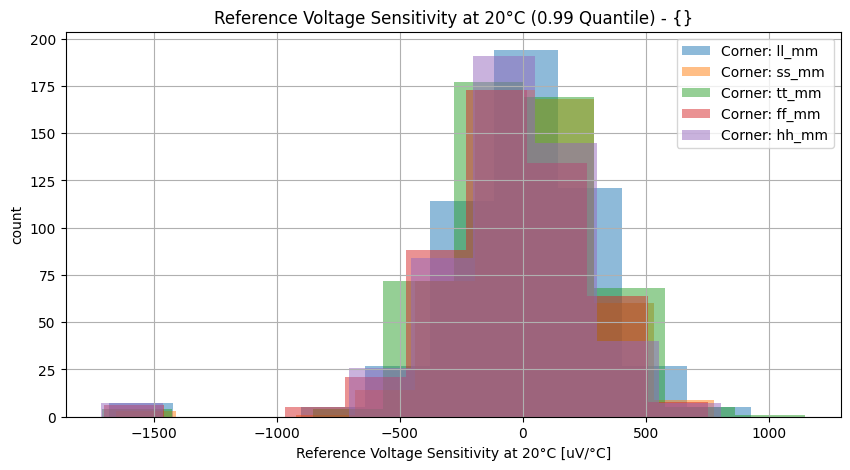 Reference Voltage Sensitivity at 20°C (0.99 Quantile) - {}
Corner: ll_mm
Corner: ss_mm
Corner: tt_mm
Corner: ff_mm
Corner: hh_mm
200
175
150
125
100
75
50
25
0
count
−1500 −1000 −500 0 500 1000
Reference Voltage Sensitivity at 20°C [uV/°C]